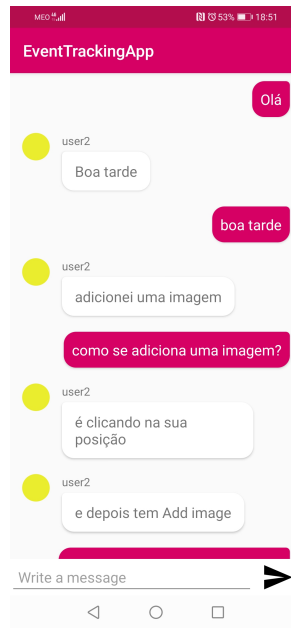 MEO 53% 18:51
EventTrackingApp
Olá
user2
Boa tarde
boa tarde
user2
adicionei uma imagem
como se adiciona uma imagem?
user2
é clicando na sua
posição
user2
e depois tem Add image
Write a message